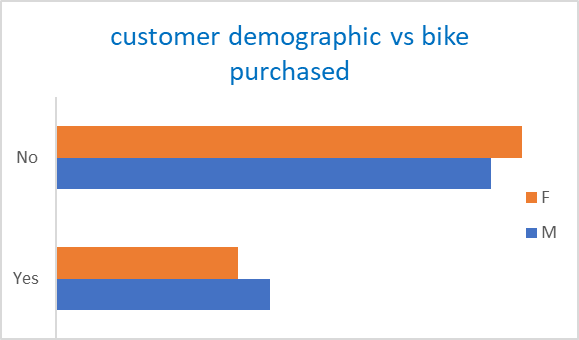 customer demographic vs bike
purchased
No
F
M
Yes